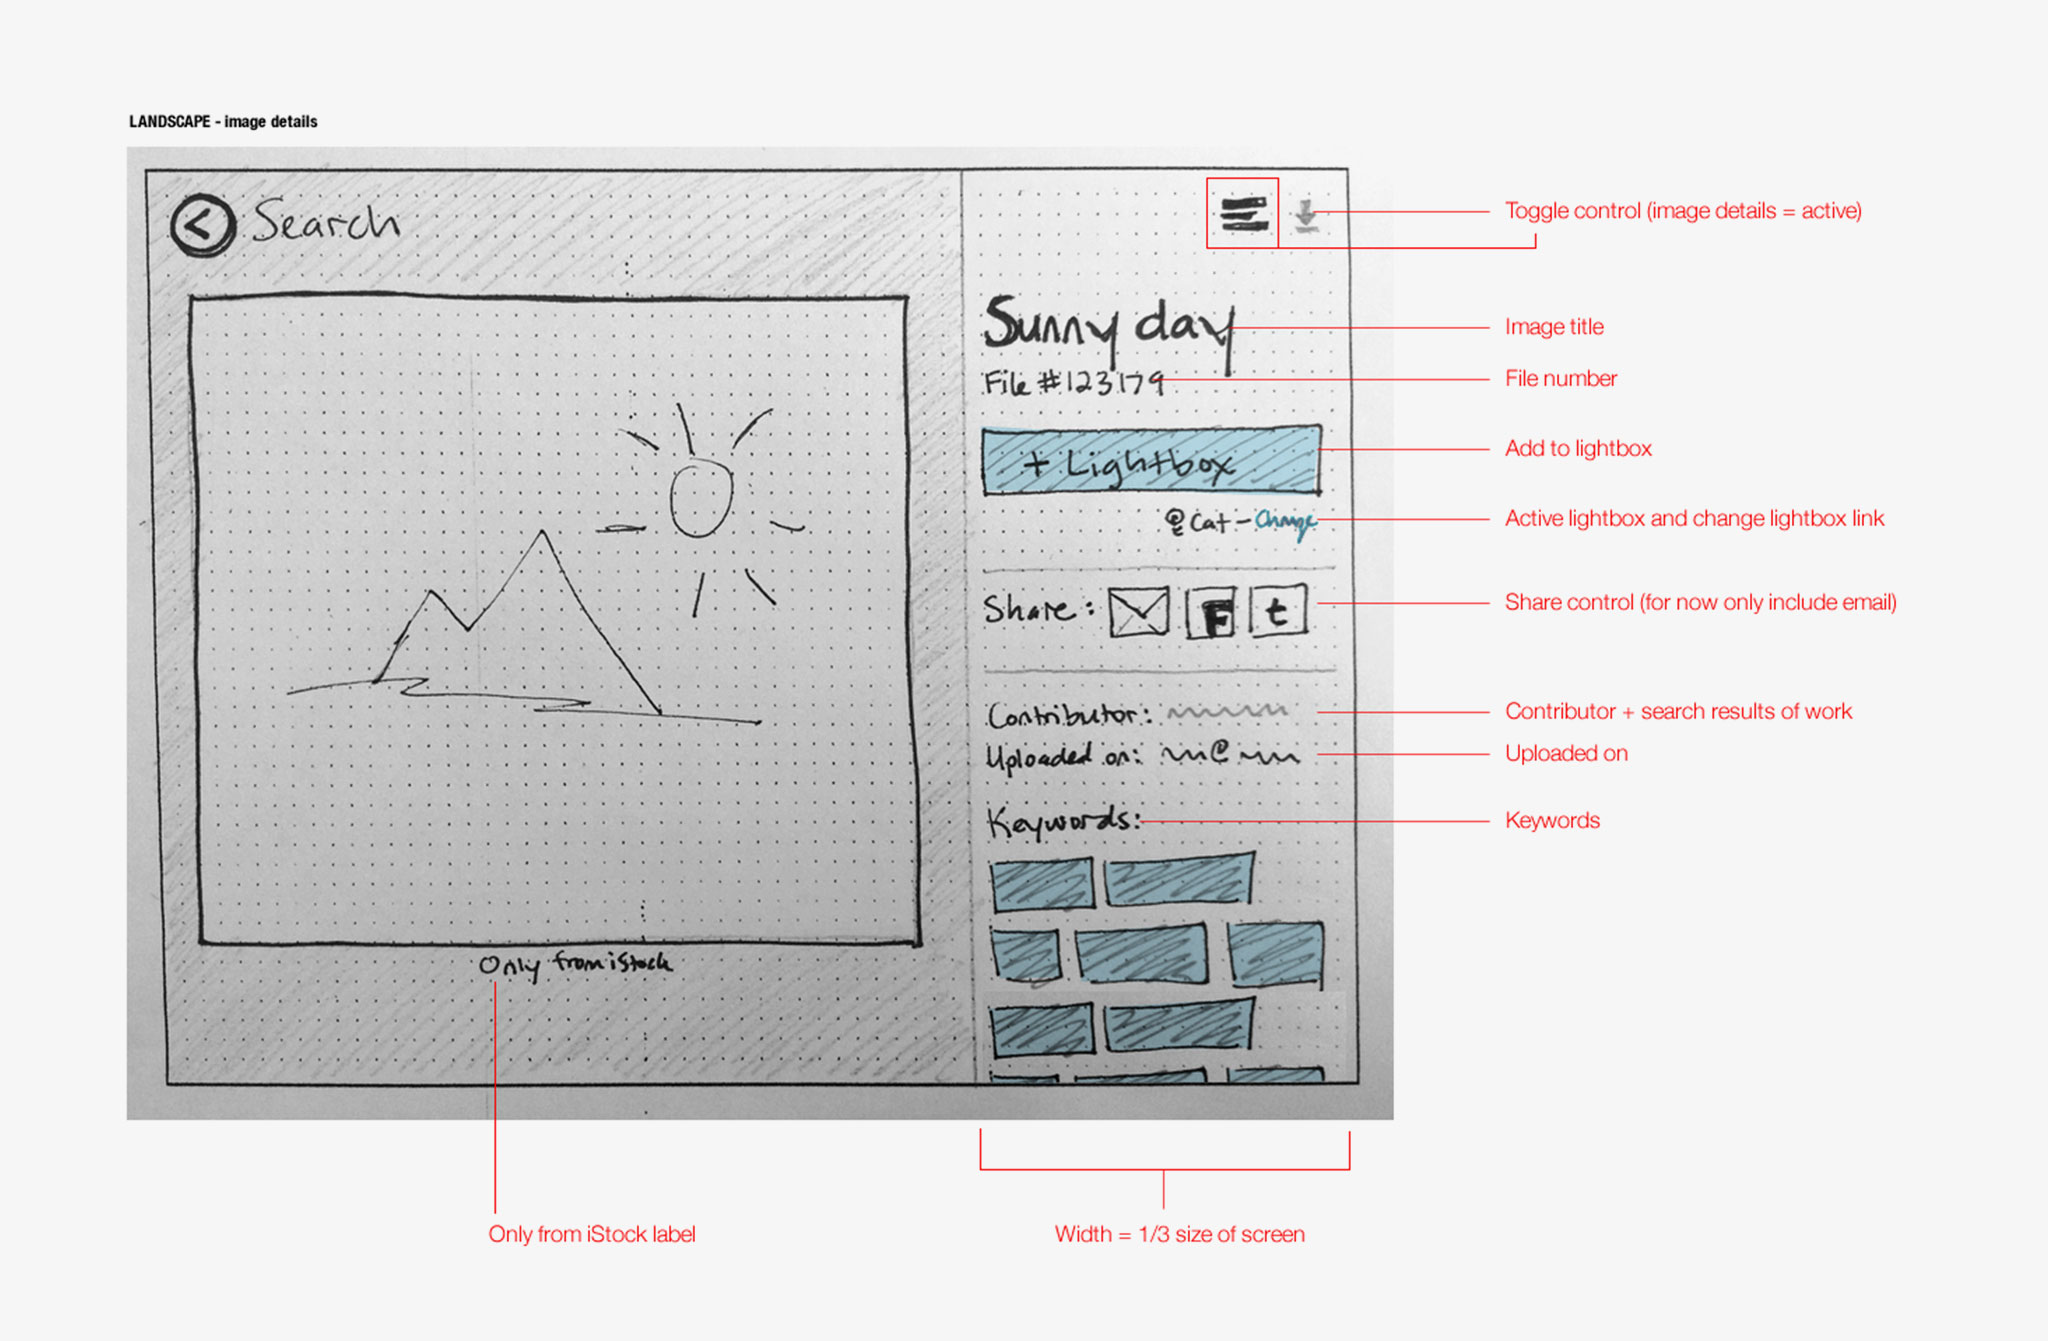 LANDSCAPE - image details
Search
Toggle control (image details = active)
Sunny day
Image title
File #123179
File number
+ Lightbox
Add to lightbox
@Cat - Change
Active lightbox and change lightbox link
Share:
F
t
Share control (for now only include email)
Contributor:
Contributor + search results of work
Uploaded on:
Uploaded on
Keywords:
Keywords
Only from iStock
Only from iStock label
Width = 1/3 size of screen